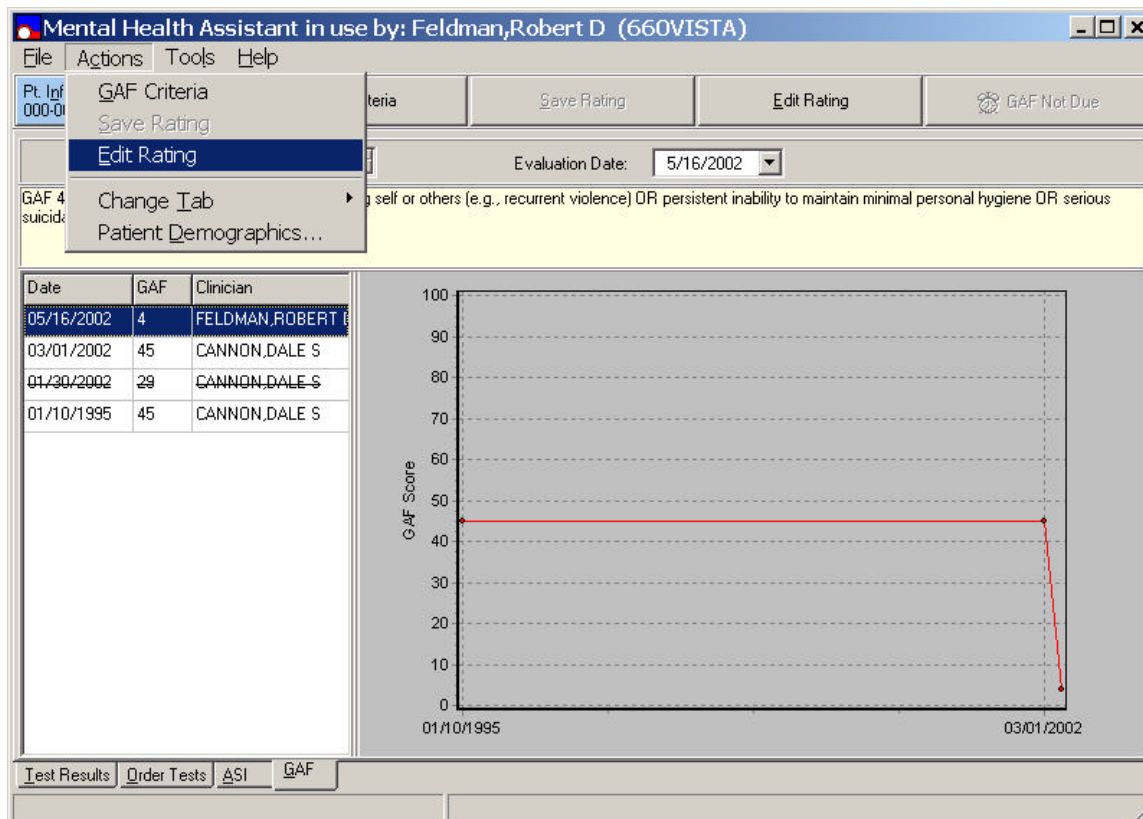 Mental Health Assistant in use by: Feldman,Robert D (660VISTA)
File Actions Tools Help
Pt. Inf
000-0
GAF Criteria
Save Rating
Edit Rating
Change Tab
Patient Demographics...
teria
Save Rating
Edit Rating
GAF Not Due
Evaluation Date: 5/16/2002
GAF 4 g self or others (e.g., recurrent violence) OR persistent inability to maintain minimal personal hygiene OR serious
suicida
Date GAF Clinician
05/16/2002 4 FELDMAN,ROBERT
03/01/2002 45 CANNON,DALE S
01/30/2002 29 CANNON,DALE S
01/10/1995 45 CANNON,DALE S
GAF Score
100
90
80
70
60
50
40
30
20
10
0
01/10/1995 03/01/2002
Test Results Order Tests ASI GAF